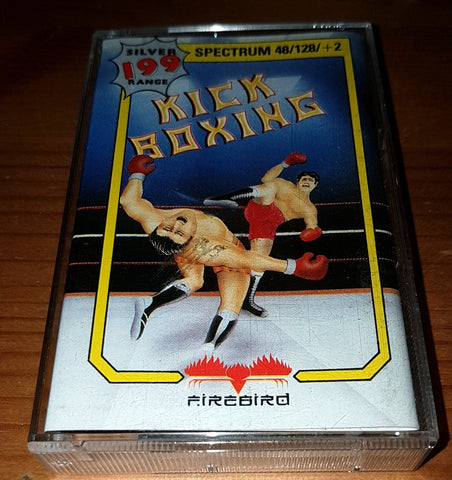 SILVER
199
RANGE
SPECTRUM 48/128/+2
KICK
BOXING
FIREBIRD